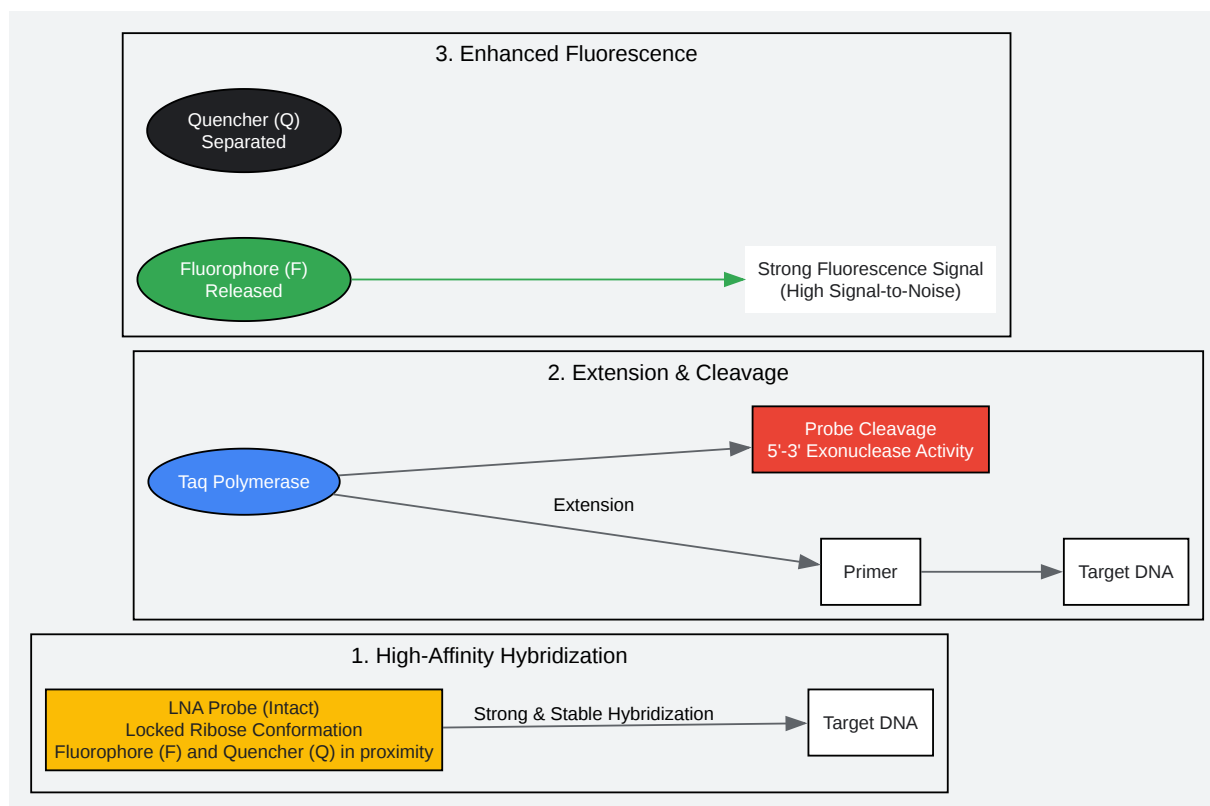 3. Enhanced Fluorescence
Quencher (Q)
Separated
Fluorophore (F)
Released
Strong Fluorescence Signal
(High Signal-to-Noise)
2. Extension & Cleavage
Probe Cleavage
5'-3' Exonuclease Activity
Taq Polymerase
Extension
Primer
Target DNA
1. High-Affinity Hybridization
LNA Probe (Intact)
Locked Ribose Conformation
Fluorophore (F) and Quencher (Q) in proximity
Strong & Stable Hybridization
Target DNA